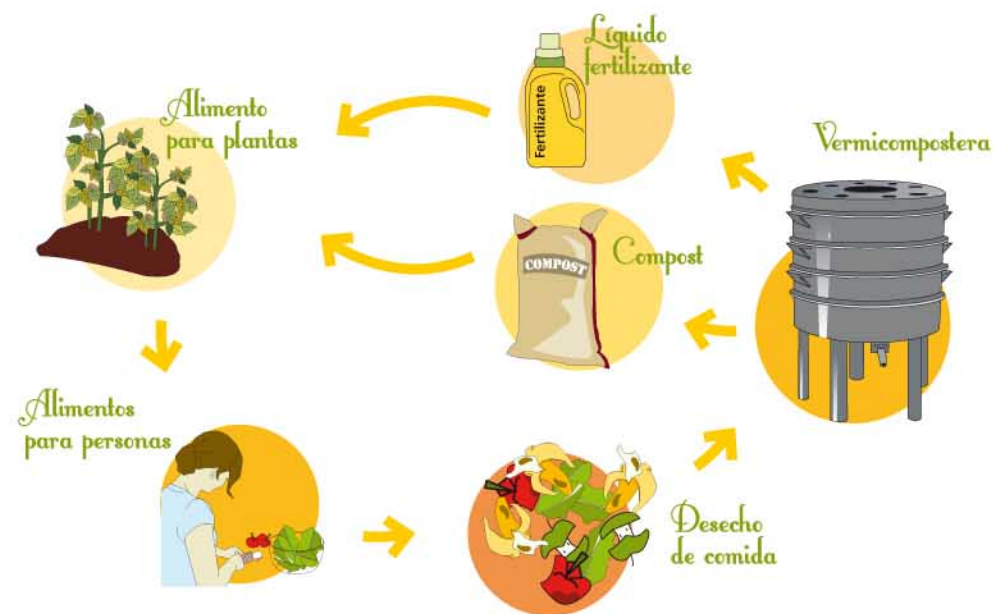 Líquido
fertilizante
Fertilizante
Alimento
para plantas
Vermicompostera
COMPOST
Compost
Alimentos
para personas
Desecho
de comida